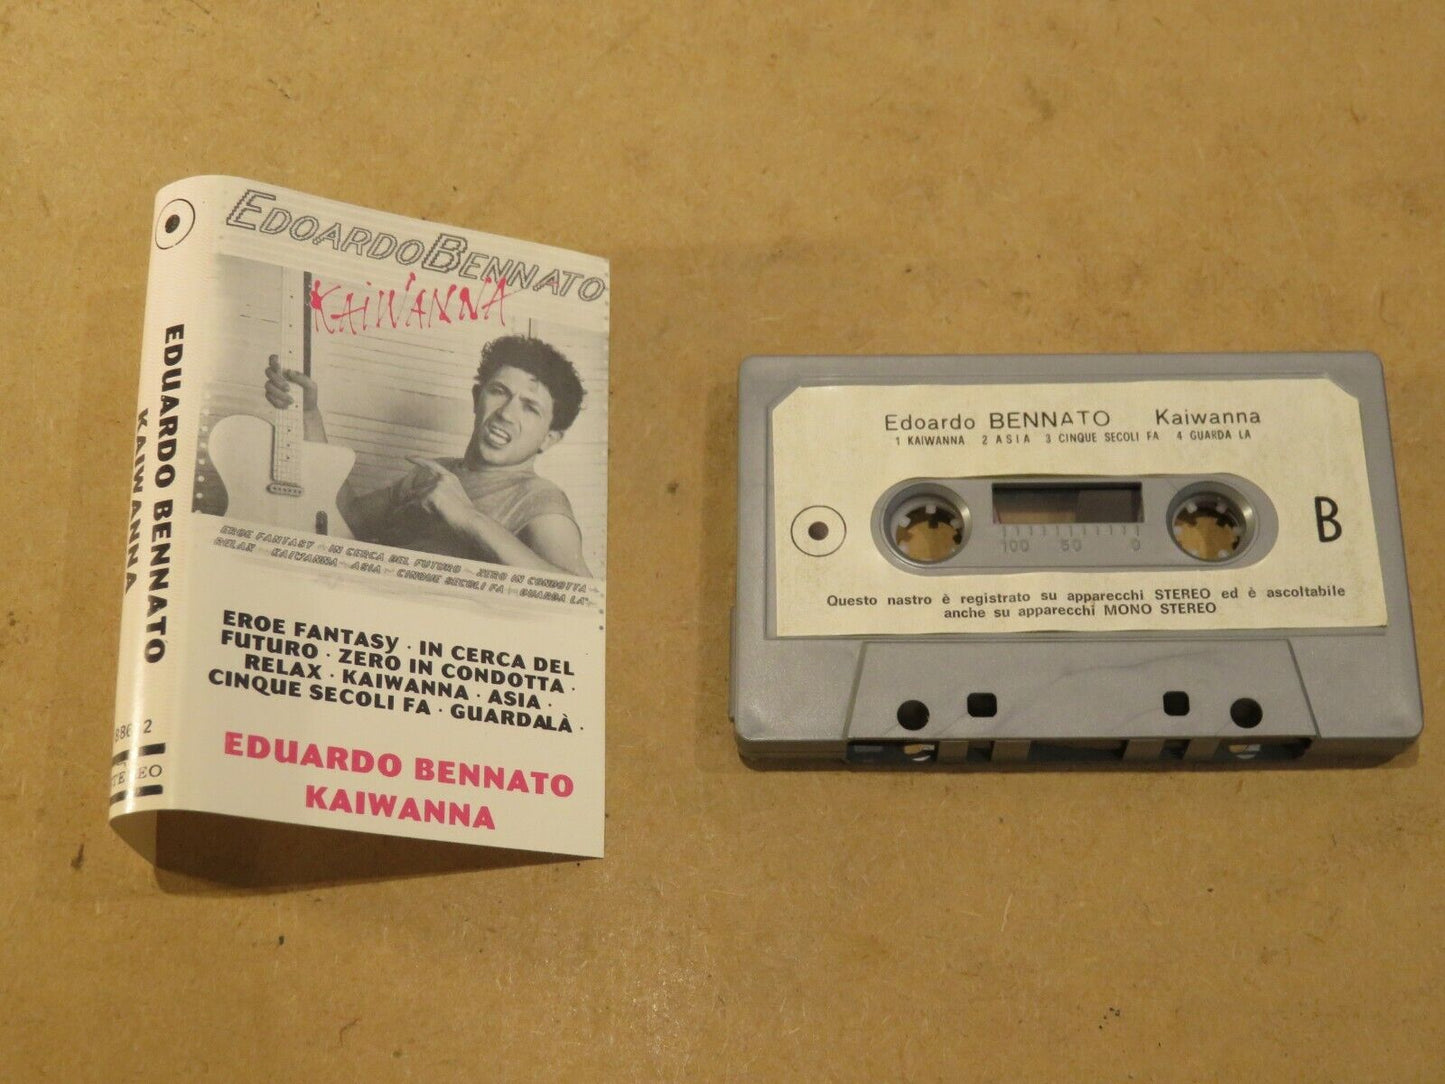 EDUARDO BENNATO
KAIWANNA
EDOARDO BENNATO
KAIWANNA
EROE FANTASY - IN CERCA DEL FUTURO - ZERO IN CONDOTTA -
RELAX - KAIWANNA - ASIA - CINQUE SECOLI FA - GUARDA LA'
EROE FANTASY · IN CERCA DEL
FUTURO · ZERO IN CONDOTTA ·
RELAX · KAIWANNA · ASIA ·
CINQUE SECOLI FA · GUARDALÀ ·
EDUARDO BENNATO
KAIWANNA
Edoardo BENNATO Kaiwanna
1 KAIWANNA 2 ASIA 3 CINQUE SECOLI FA 4 GUARDA LA
B
100 50 0
Questo nastro è registrato su apparecchi STEREO ed è ascoltabile
anche su apparecchi MONO STEREO